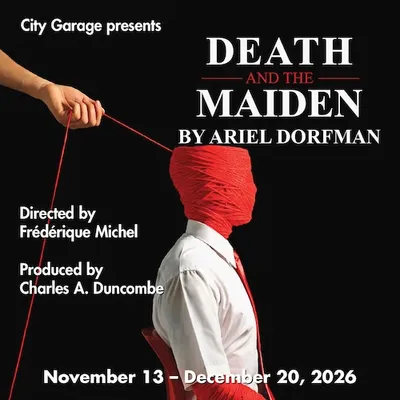 City Garage presents
DEATH
AND THE
MAIDEN
BY ARIEL DORFMAN
Directed by
Frédérique Michel
Produced by
Charles A. Duncombe
November 13 – December 20, 2026